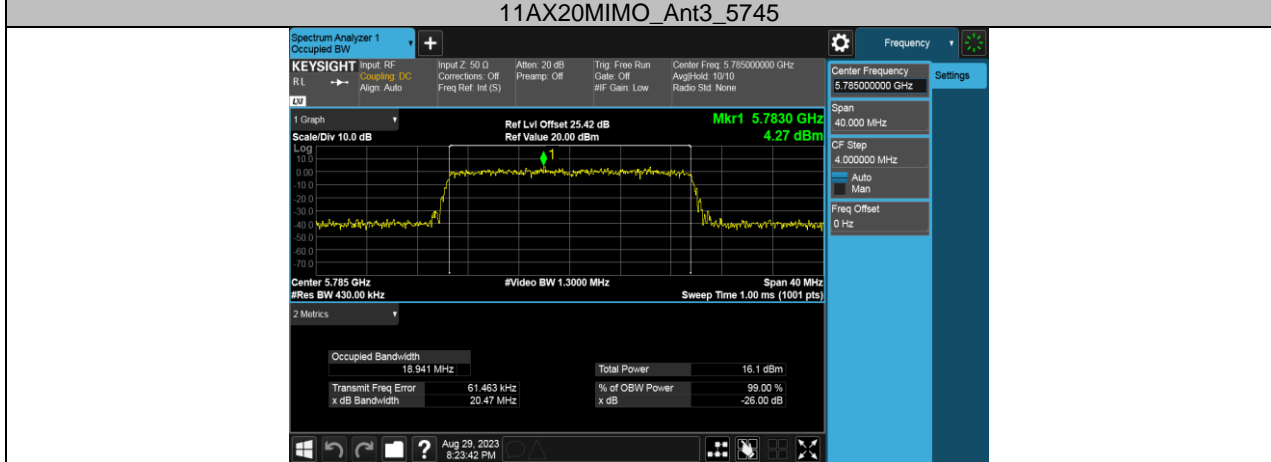 11AX20MIMO_Ant3_5745
Spectrum Analyzer 1
Occupied BW
Frequency
KEYSIGHT
RL
LXI
Input: RF
Coupling: DC
Align: Auto
Input Z: 50 Ω
Corrections: Off
Freq Ref: Int (S)
Atten: 20 dB
Preamp: Off
Trig: Free Run
Gate: Off
#IF Gain: Low
Center Freq: 5.785000000 GHz
Avg|Hold: 10/10
Radio Std: None
Center Frequency
5.785000000 GHz
Settings
Span
40.000 MHz
CF Step
4.000000 MHz
Auto
Man
Freq Offset
0 Hz
1 Graph
Scale/Div 10.0 dB
Ref Lvl Offset 25.42 dB
Ref Value 20.00 dBm
Mkr1 5.7830 GHz
4.27 dBm
Log
10.0
0.00
-10.0
-20.0
-30.0
-40.0
-50.0
-60.0
-70.0
1
Center 5.785 GHz
#Video BW 1.3000 MHz
Span 40 MHz
#Res BW 430.00 kHz
Sweep Time 1.00 ms (1001 pts)
2 Metrics
Occupied Bandwidth
18.941 MHz
Total Power 16.1 dBm
Transmit Freq Error 61.463 kHz
% of OBW Power 99.00 %
x dB Bandwidth 20.47 MHz
x dB -26.00 dB
?
Aug 29, 2023
8:23:42 PM